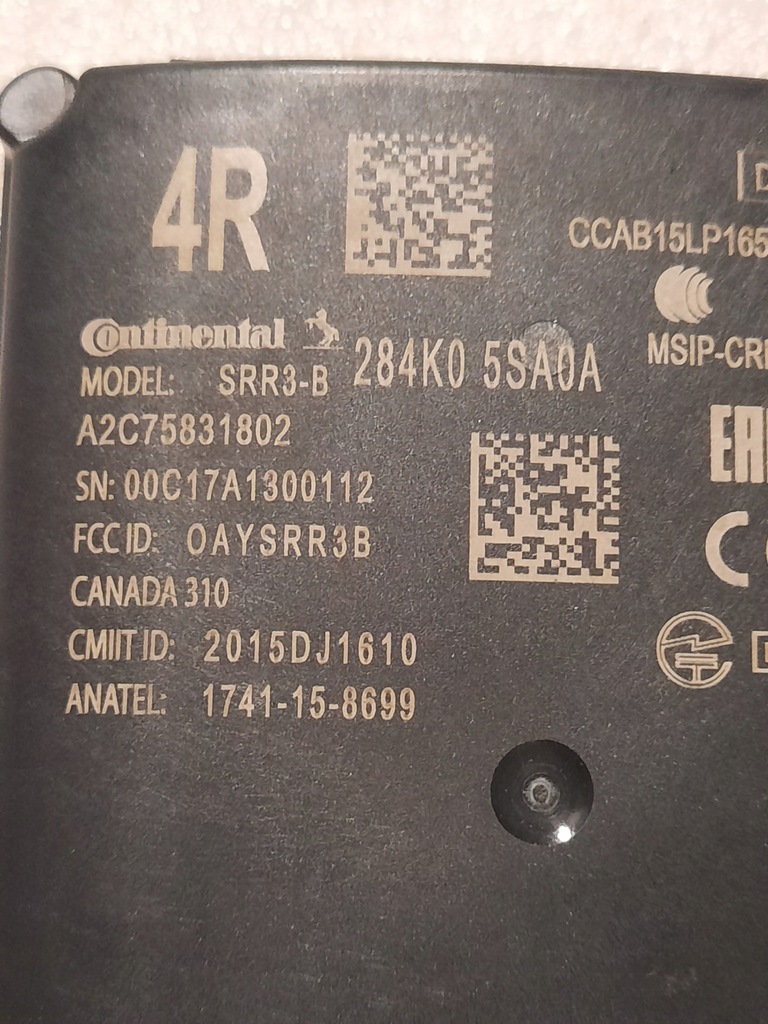 4R
Continental
MODEL: SRR3-B
284K0 5SA0A
A2C75831802
SN: 00C17A1300112
FCC ID: OAYSRR3B
CANADA 310
CMIIT ID: 2015DJ1610
ANATEL: 1741-15-8699
CCAB15LP165
MSIP-CR
EA
C